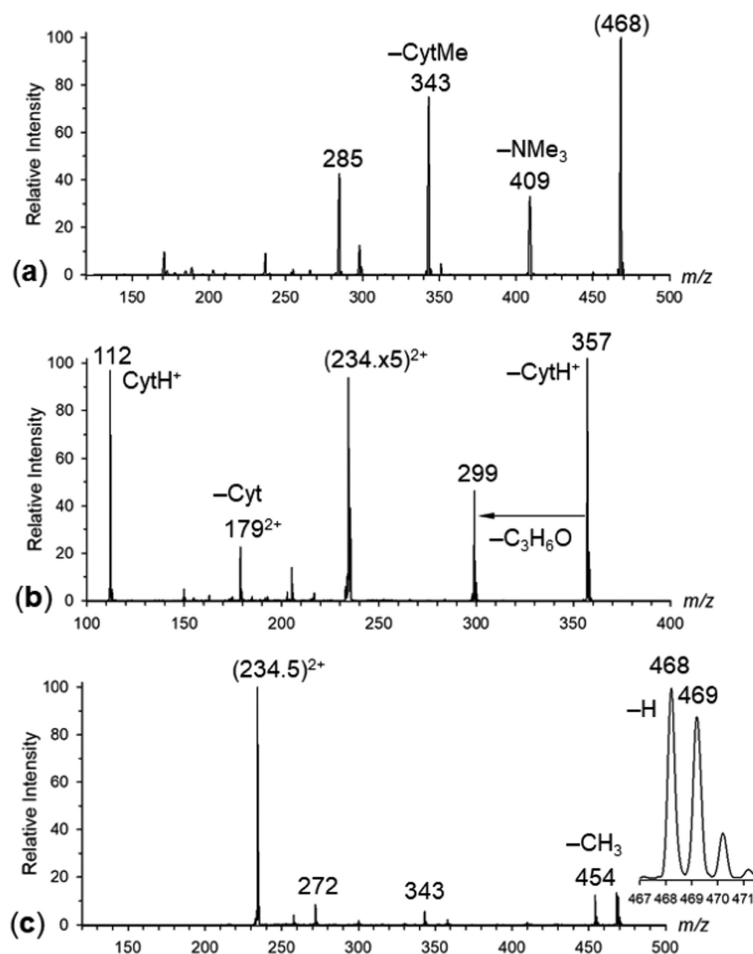 (468)
–CytMe
343
–NMe₃
409
285
Relative Intensity
100
80
60
40
20
0
150 200 250 300 350 400 450 500
m/z
(a)
112
CytH⁺
(234.x5)²⁺
357
–CytH⁺
299
–C₃H₆O
–Cyt
179²⁺
Relative Intensity
100
80
60
40
20
0
100 150 200 250 300 350 400
m/z
(b)
(234.5)²⁺
468
469
–H
–CH₃
454
272
343
467 468 469 470 471
Relative Intensity
100
80
60
40
20
0
150 200 250 300 350 400 450 500
m/z
(c)